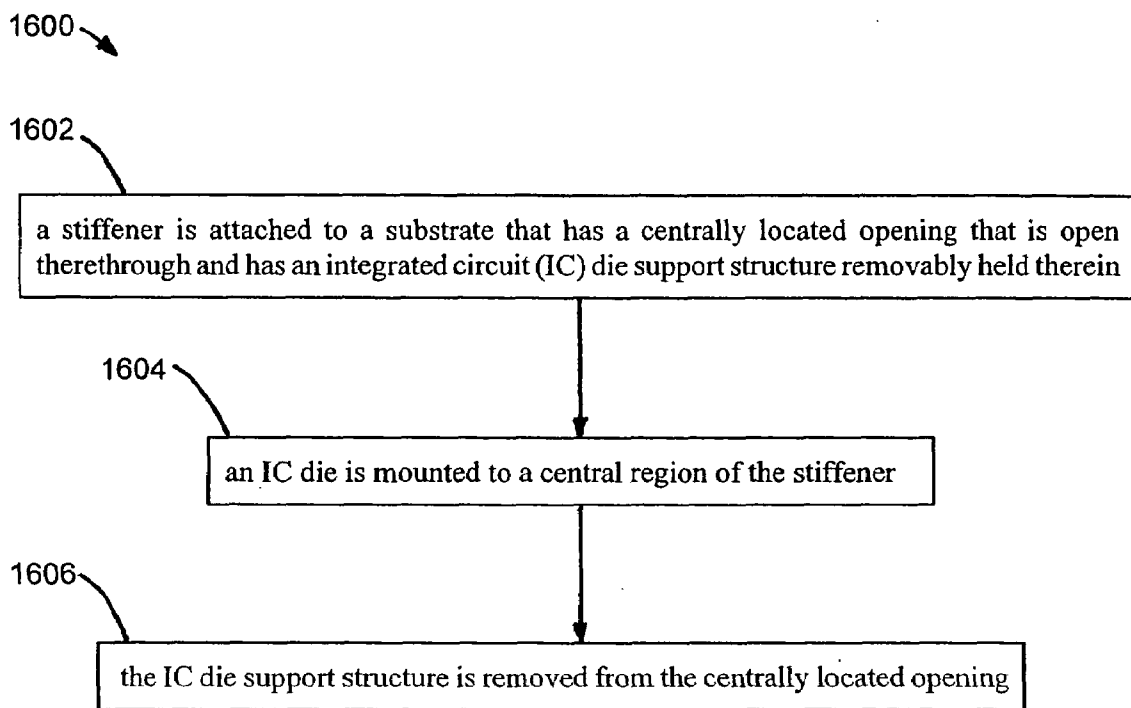 1600
1602
a stiffener is attached to a substrate that has a centrally located opening that is open
therethrough and has an integrated circuit (IC) die support structure removably held therein
1604
an IC die is mounted to a central region of the stiffener
1606
the IC die support structure is removed from the centrally located opening